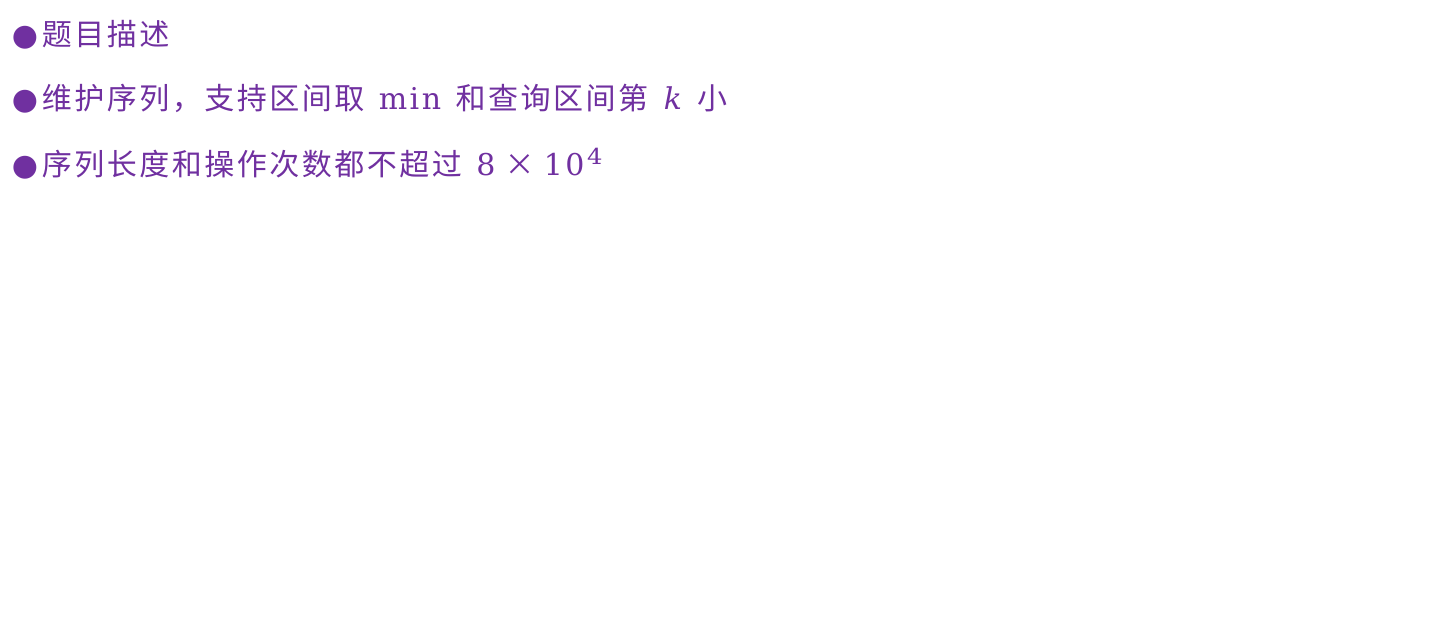 ●题目描述
●维护序列，支持区间取 min 和查询区间第 k 小
●序列长度和操作次数都不超过 8 × 10⁴